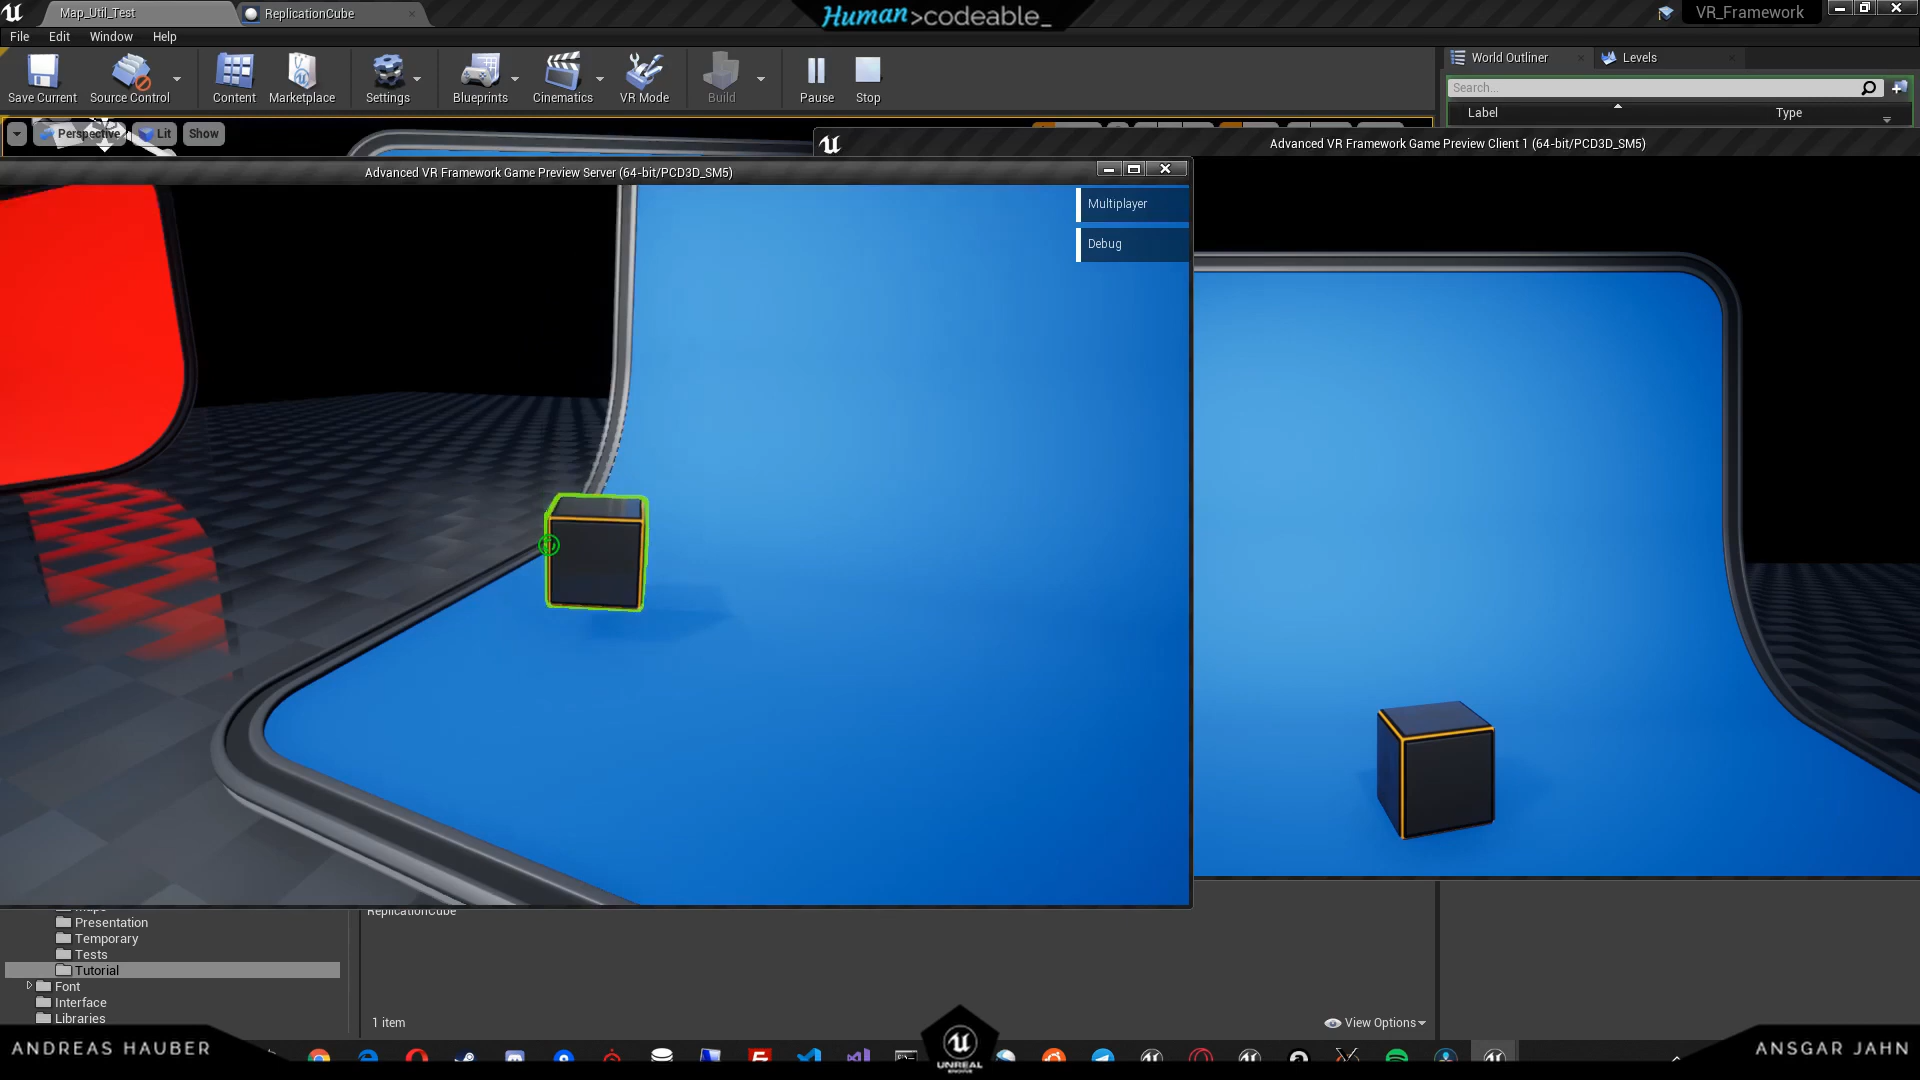 Map_Util_Test
ReplicationCube
Human>codeable_
VR_Framework
File
Edit
Window
Help
Save Current
Source Control
Content
Marketplace
Settings
Blueprints
Cinematics
VR Mode
Build
Pause
Stop
World Outliner
Levels
Search...
Label
Type
Perspective
Lit
Show
Advanced VR Framework Game Preview Client 1 (64-bit/PCD3D_SM5)
Advanced VR Framework Game Preview Server (64-bit/PCD3D_SM5)
Multiplayer
Debug
ReplicationCube
Presentation
Temporary
Tests
Tutorial
Font
Interface
Libraries
1 item
View Options
ANDREAS HAUBER
UNREAL
ENGINE
ANSGAR JAHN